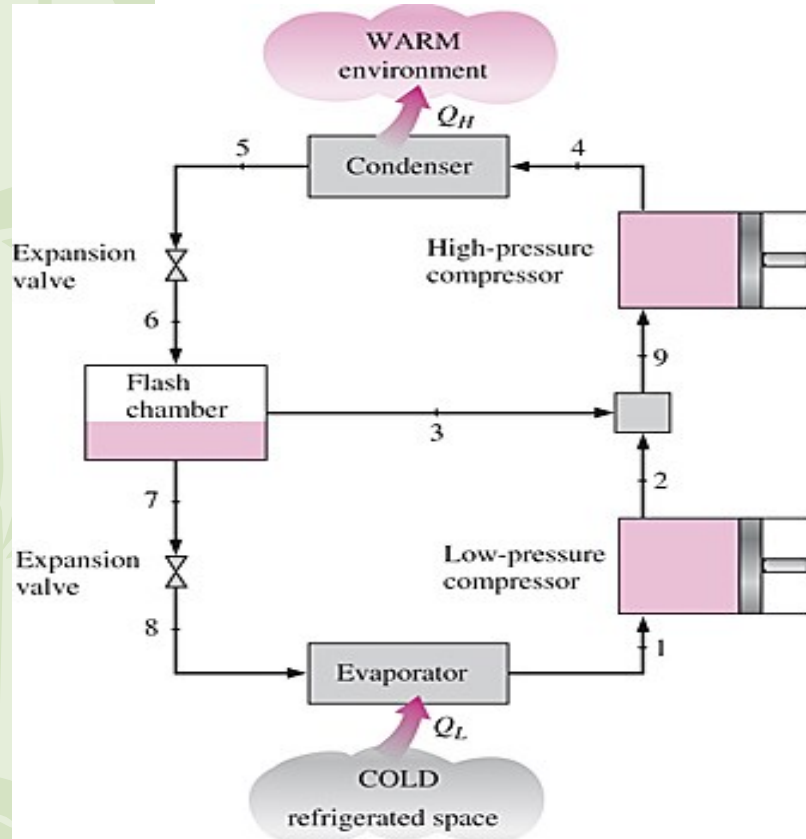 WARM
environment
Q_H
5
Condenser
4
Expansion
valve
High-pressure
compressor
6
9
Flash
chamber
3
7
2
Expansion
valve
Low-pressure
compressor
8
1
Evaporator
Q_L
COLD
refrigerated space